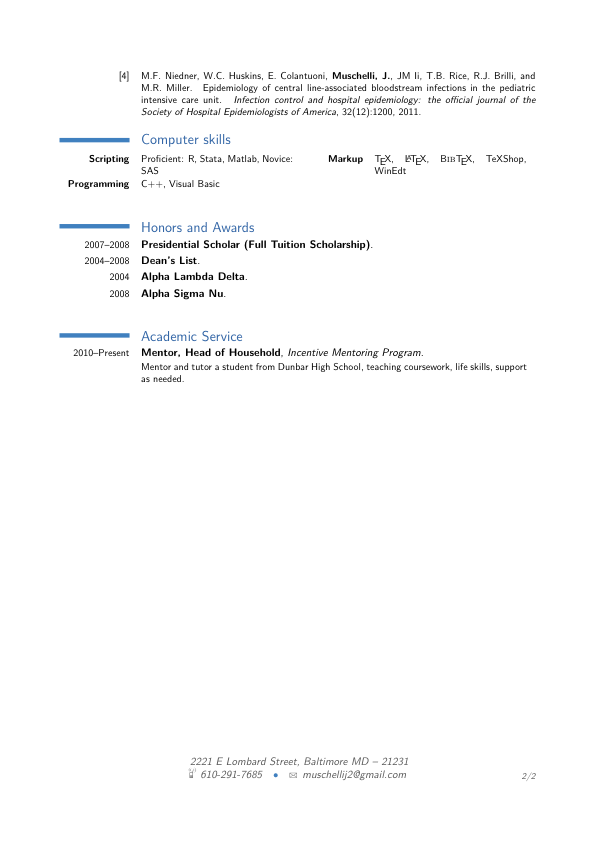 [4] M.F. Niedner, W.C. Huskins, E. Colantuoni, Muschelli, J., JM Ii, T.B. Rice, R.J. Brilli, and
M.R. Miller. Epidemiology of central line-associated bloodstream infections in the pediatric
intensive care unit. Infection control and hospital epidemiology: the official journal of the
Society of Hospital Epidemiologists of America, 32(12):1200, 2011.
Computer skills
Scripting Proficient: R, Stata, Matlab, Novice:
SAS
Markup TEX, LATEX, BIBTEX, TeXShop,
WinEdt
Programming C++, Visual Basic
Honors and Awards
2007–2008 Presidential Scholar (Full Tuition Scholarship).
2004–2008 Dean's List.
2004 Alpha Lambda Delta.
2008 Alpha Sigma Nu.
Academic Service
2010–Present Mentor, Head of Household, Incentive Mentoring Program.
Mentor and tutor a student from Dunbar High School, teaching coursework, life skills, support
as needed.
2221 E Lombard Street, Baltimore MD – 21231
610-291-7685 • muschellij2@gmail.com
2/2